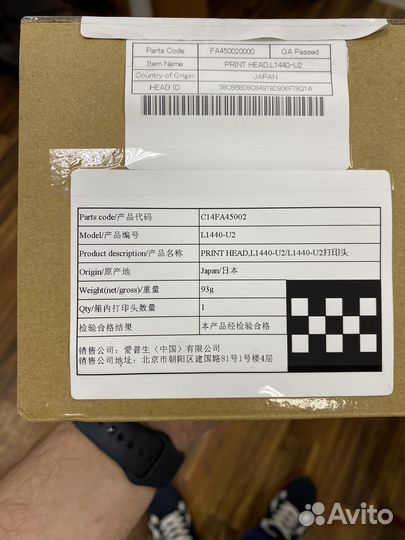 Parts Code FA450020000 QA Passed
Item Name PRINT HEAD,L1440-U2
Country of Origin JAPAN
HEAD ID
Parts code/产品代码 C14FA45002
Model/产品编号 L1440-U2
Product description/产品名称 PRINT HEAD,L1440-U2/L1440-U2打印头
Origin/原产地 Japan/日本
Weight(net/gross)/重量 93g
Qty/箱内打印头数量 1
检验合格结果 本产品经检验合格
销售公司：爱普生（中国）有限公司
销售公司地址：北京市朝阳区建国路81号1号楼4层
Avito